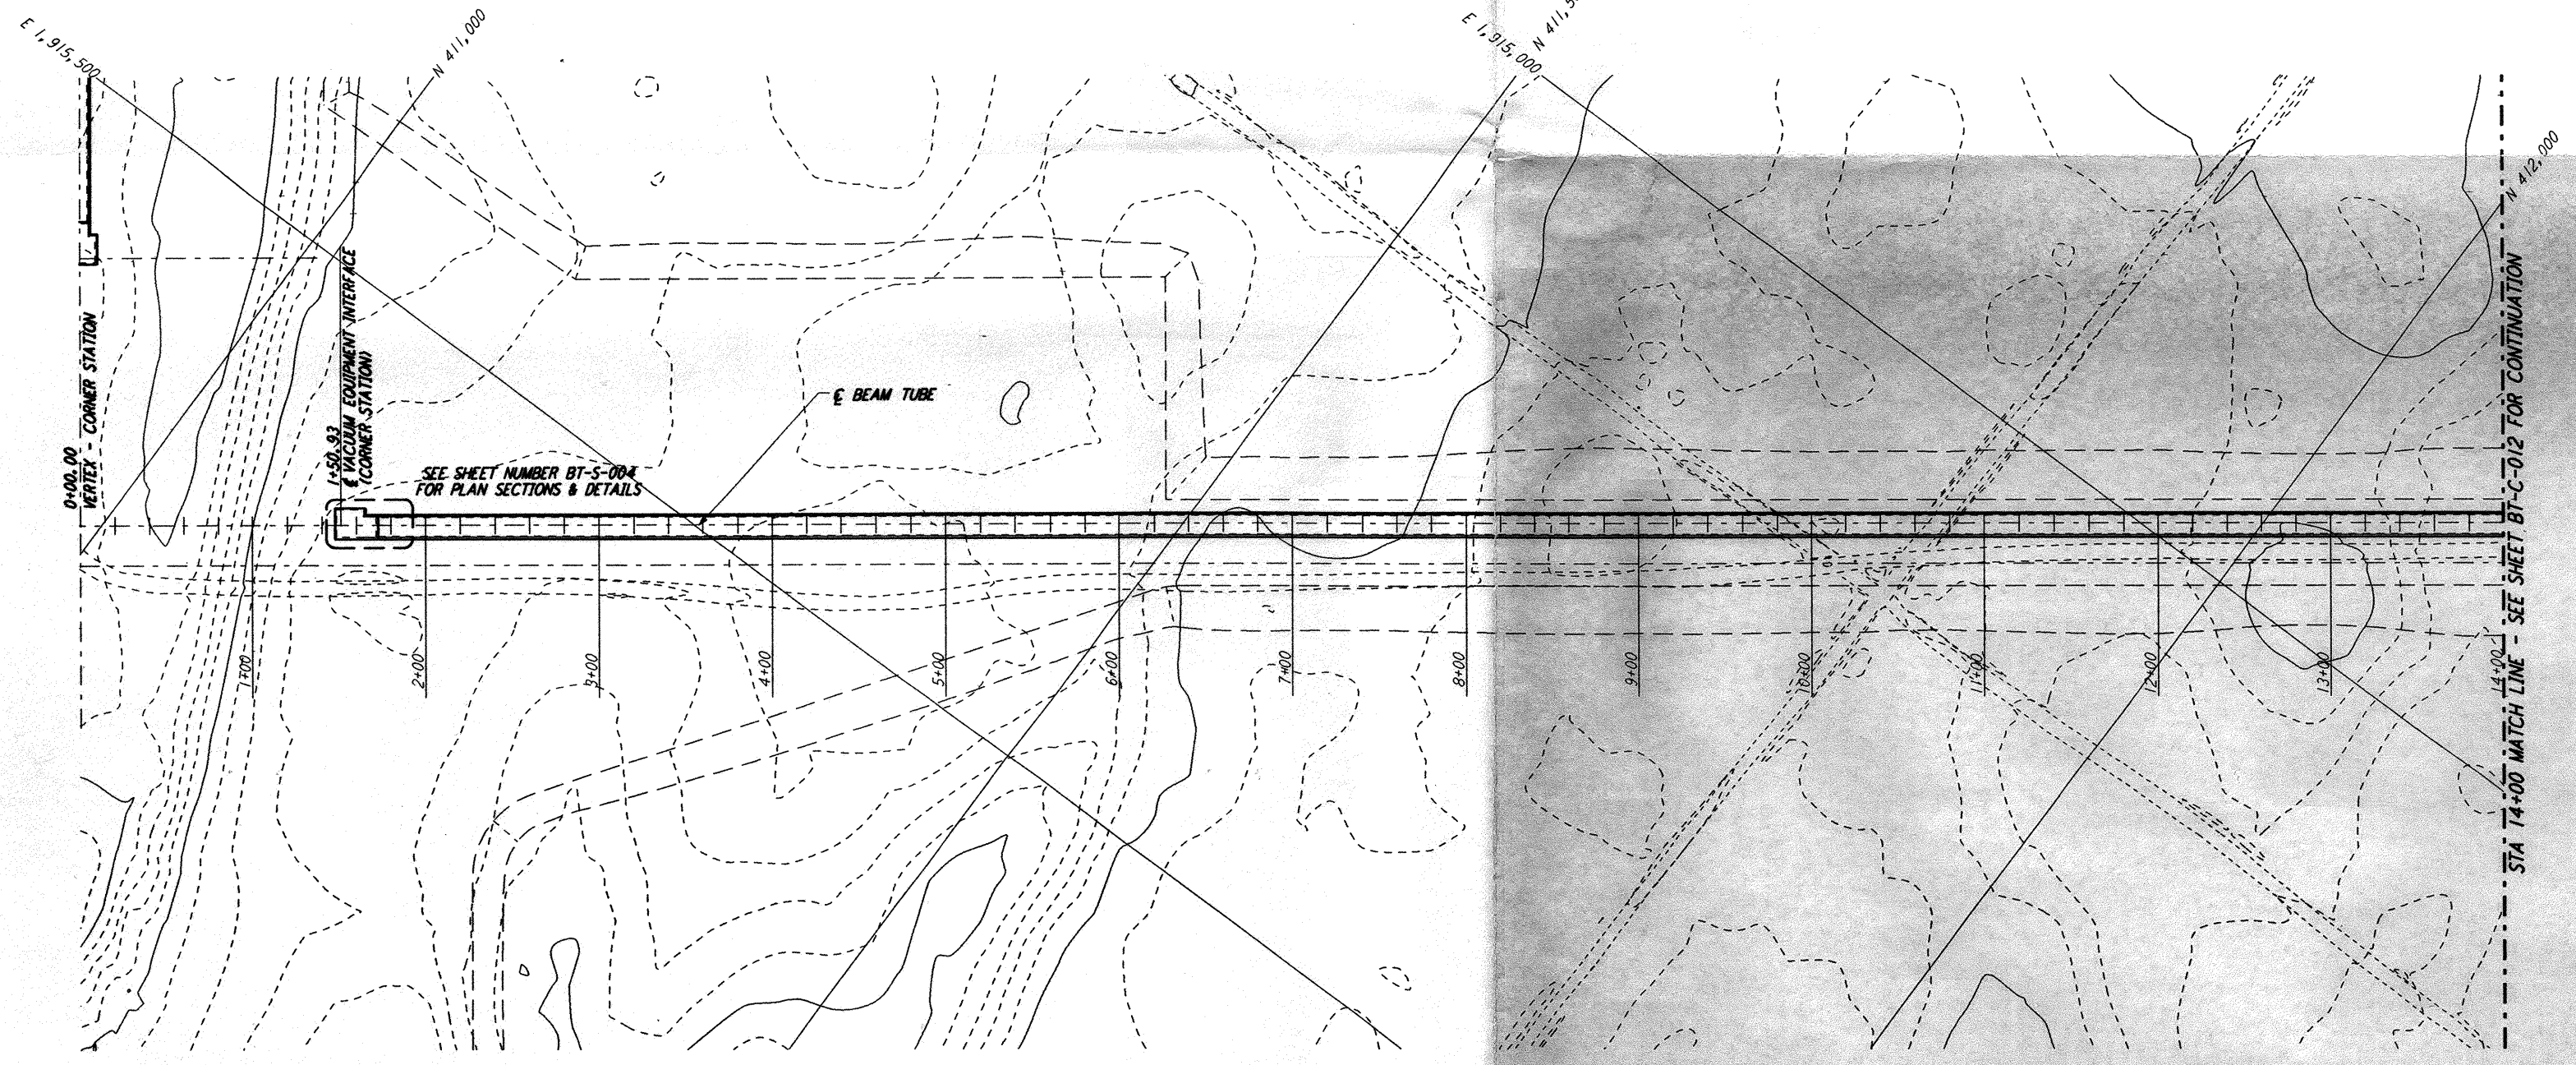 E 1,915,500
N 411,000
E 1,915,000
N 412,000
0+00.00
VERTEX - CORNER STATION
1+50.93
℄ VACUUM EQUIPMENT INTERFACE
(CORNER STATION)
℄ BEAM TUBE
SEE SHEET NUMBER BT-S-004
FOR PLAN SECTIONS & DETAILS
1+00
2+00
3+00
4+00
5+00
6+00
7+00
8+00
9+00
10+00
11+00
12+00
13+00
14+00
STA 14+00 MATCH LINE - SEE SHEET BT-C-012 FOR CONTINUATION